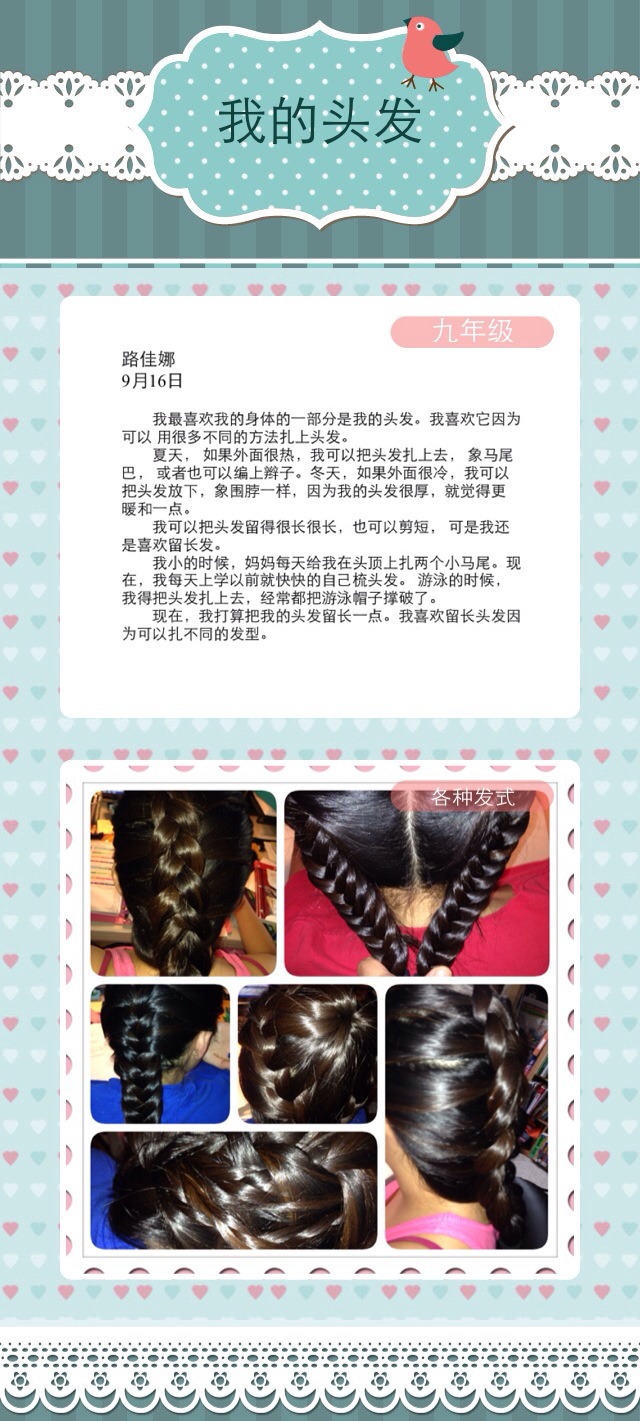 我的头发
九年级
路佳娜
9月16日
我最喜欢我的身体的一部分是我的头发。我喜欢它因为
可以 用很多不同的方法扎上头发。
夏天， 如果外面很热，我可以把头发扎上去， 象马尾
巴， 或者也可以编上辫子。冬天，如果外面很冷，我可以
把头发放下，象围脖一样，因为我的头发很厚，就觉得更
暖和一点。
我可以把头发留得很长很长，也可以剪短， 可是我还
是喜欢留长发。
我小的时候，妈妈每天给我在头顶上扎两个小马尾。现
在，我每天上学以前就快快的自己梳头发。 游泳的时候，
我得把头发扎上去，经常都把游泳帽子撑破了。
现在，我打算把我的头发留长一点。我喜欢留长头发因
为可以扎不同的发型。
各种发式